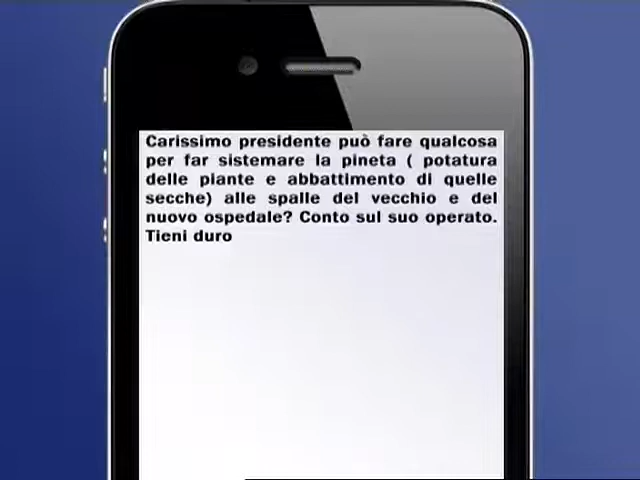 Carissimo presidente può fare qualcosa
per far sistemare la pineta ( potatura
delle piante e abbattimento di quelle
secche) alle spalle del vecchio e del
nuovo ospedale? Conto sul suo operato.
Tieni duro